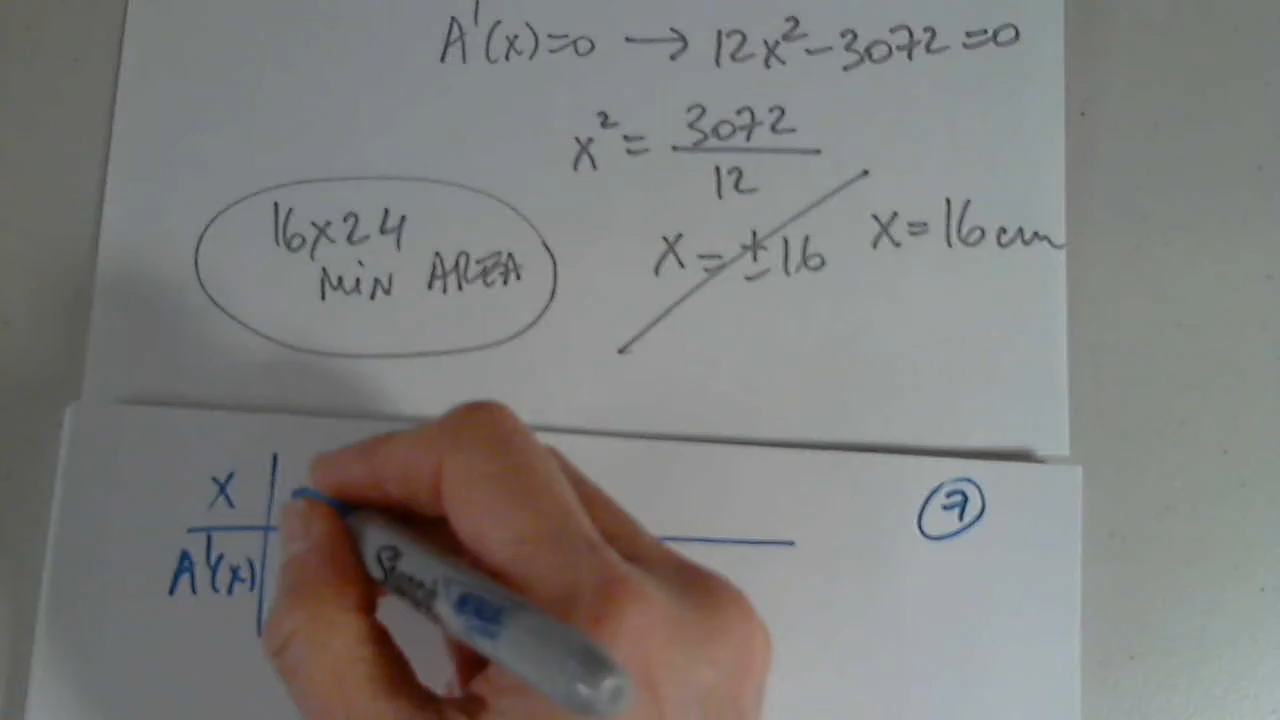 A'(x)=0 → 12x²-3072=0
x² = 3072/12
16x24
MIN AREA
x = ±16
x=16cm
x
A'(x)
7